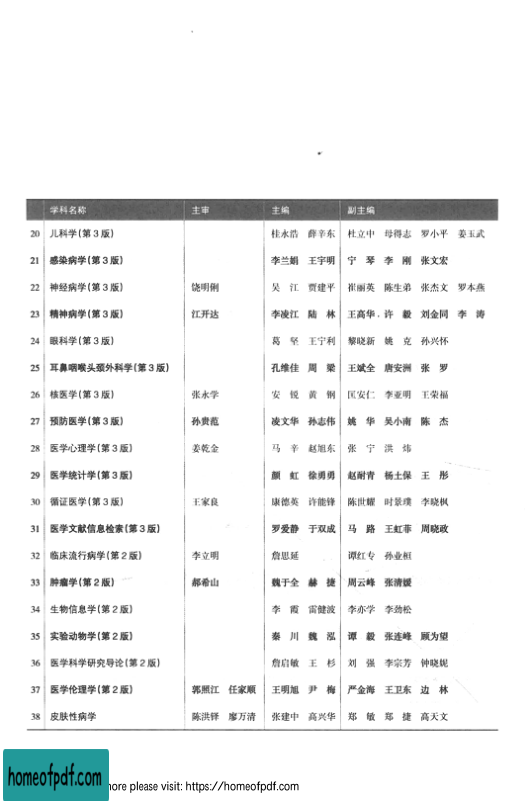 学科名称 主审 主编 副主编
20 儿科学(第3版) 桂永浩 薛辛东 杜立中 母得志 罗小平 姜玉武
21 感染病学(第3版) 李兰娟 王宇明 宁 琴 李 刚 张文宏
22 神经病学(第3版) 饶明俐 吴 江 贾建平 崔丽英 陈生弟 张杰文 罗本燕
23 精神病学(第3版) 江开达 李凌江 陆 林 王高华 许 毅 刘金同 李 涛
24 眼科学(第3版) 葛 坚 王宁利 黎晓新 姚 克 孙兴怀
25 耳鼻咽喉头颈外科学(第3版) 孔维佳 周 梁 王斌全 唐安洲 张 罗
26 核医学(第3版) 张永学 安 锐 黄 钢 匡安仁 李亚明 王荣福
27 预防医学(第3版) 孙贵范 凌文华 孙志伟 姚 华 吴小南 陈 杰
28 医学心理学(第3版) 姜乾金 马 辛 赵旭东 张 宁 洪 炜
29 医学统计学(第3版) 颜 虹 徐勇勇 赵耐青 杨土保 王 彤
30 循证医学(第3版) 王家良 康德英 许能锋 陈世耀 时景璞 李晓枫
31 医学文献信息检索(第3版) 罗爱静 于双成 马 路 王虹菲 周晓政
32 临床流行病学(第2版) 李立明 詹思延 谭红专 孙业桓
33 肿瘤学(第2版) 郝希山 魏于全 赫 捷 周云峰 张清媛
34 生物信息学(第2版) 李 霞 雷健波 李亦学 李劲松
35 实验动物学(第2版) 秦 川 魏 泓 谭 毅 张连峰 顾为望
36 医学科学研究导论(第2版) 詹启敏 王 杉 刘 强 李宗芳 钟晓妮
37 医学伦理学(第2版) 郭照江 任家顺 王明旭 尹 梅 严金海 王卫东 边 林
38 皮肤性病学 陈洪铎 廖万清 张建中 高兴华 郑 敏 郑 捷 高天文
homeofpdf.com
more please visit: https://homeofpdf.com